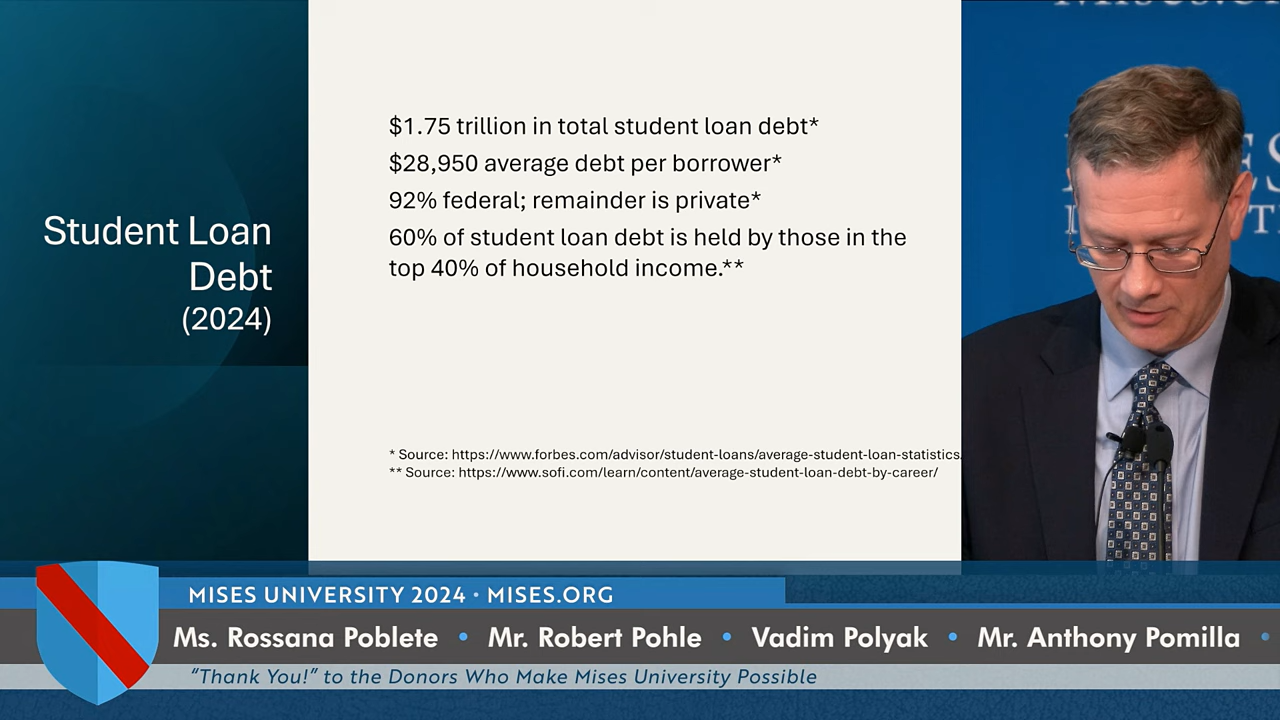 Student Loan
Debt
(2024)
$1.75 trillion in total student loan debt*
$28,950 average debt per borrower*
92% federal; remainder is private*
60% of student loan debt is held by those in the
top 40% of household income.**
* Source: https://www.forbes.com/advisor/student-loans/average-student-loan-statistics
** Source: https://www.sofi.com/learn/content/average-student-loan-debt-by-career/
MISES UNIVERSITY 2024 · MISES.ORG
Ms. Rossana Poblete • Mr. Robert Pohle • Vadim Polyak • Mr. Anthony Pomilla •
“Thank You!” to the Donors Who Make Mises University Possible